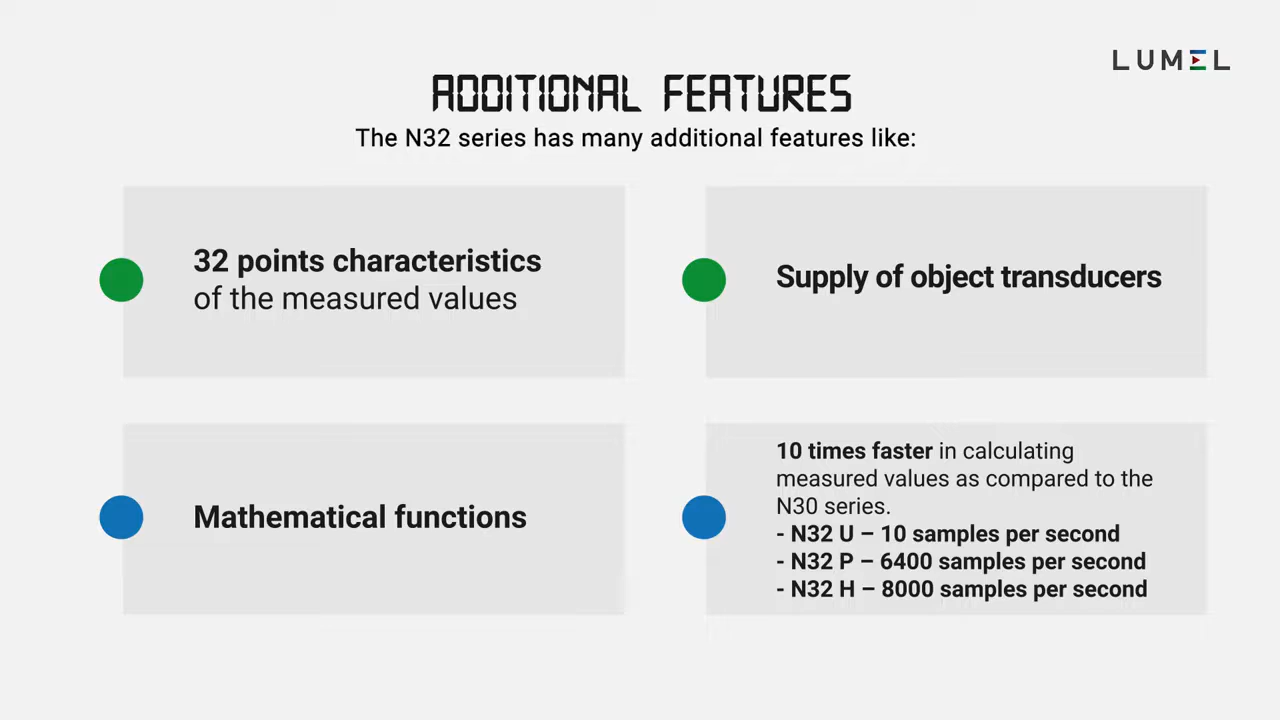 LUMEL
ADDITIONAL FEATURES
The N32 series has many additional features like:
32 points characteristics
of the measured values
Supply of object transducers
Mathematical functions
10 times faster in calculating
measured values as compared to the
N30 series.
- N32 U – 10 samples per second
- N32 P – 6400 samples per second
- N32 H – 8000 samples per second